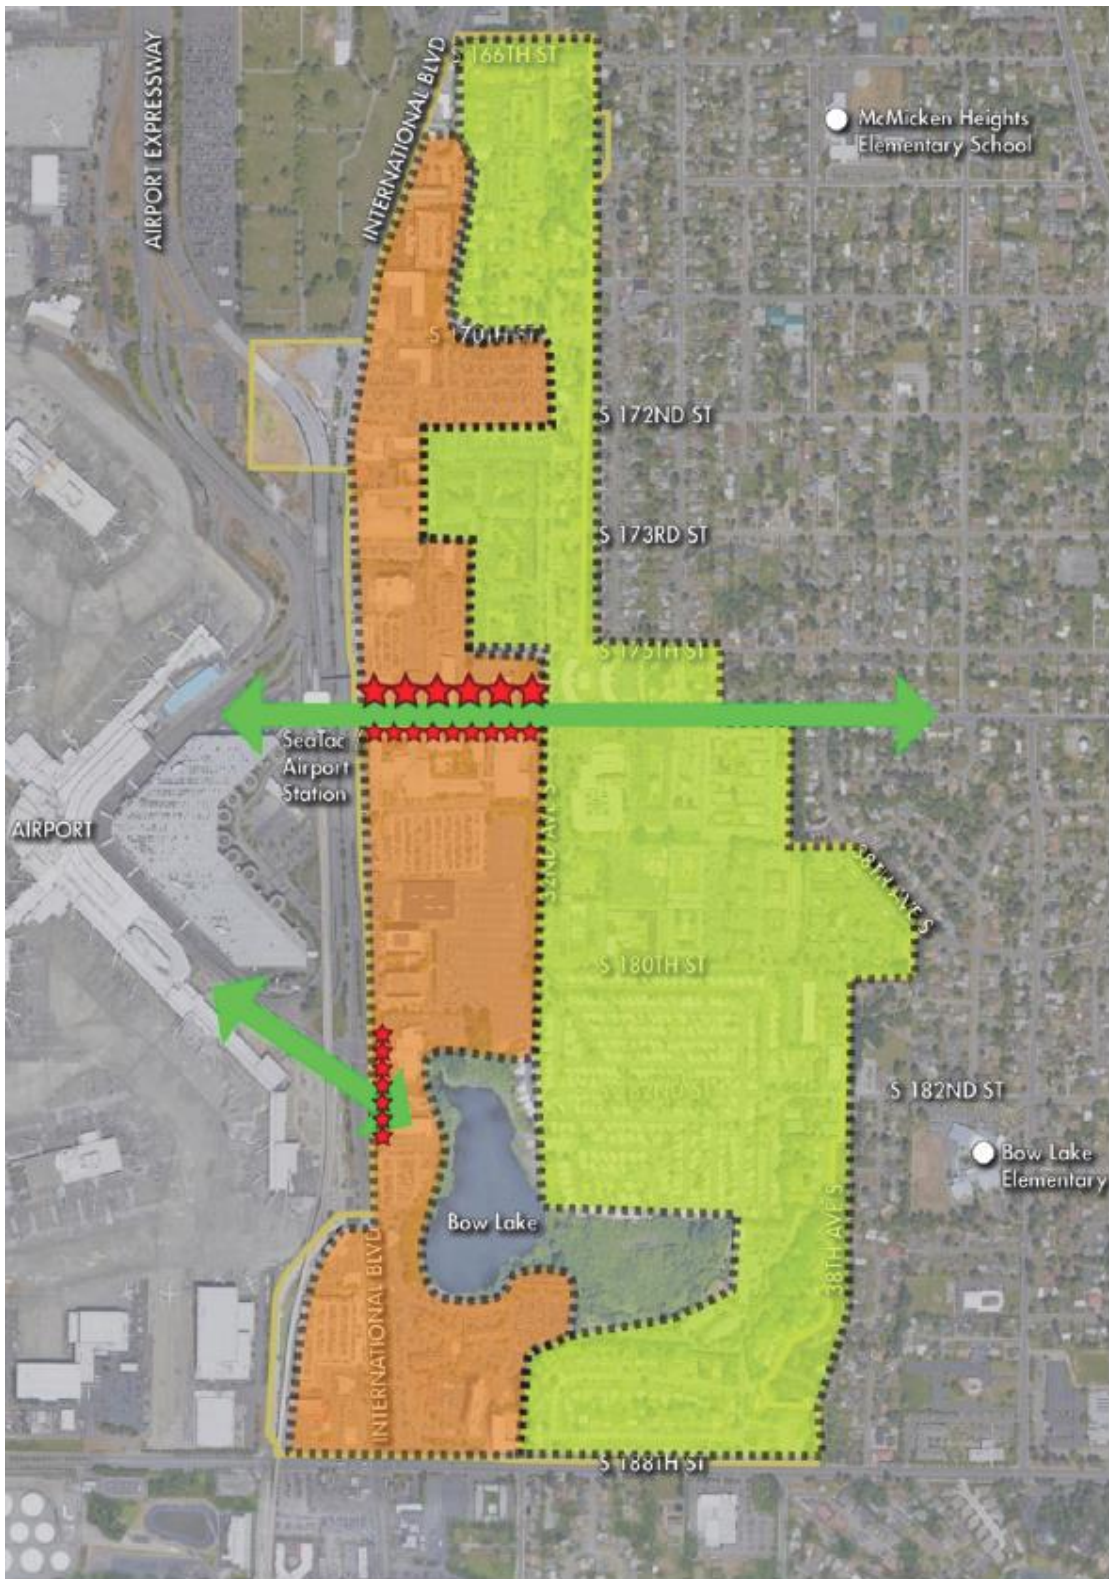 S 166TH ST
INTERNATIONAL BLVD
AIRPORT EXPRESSWAY
McMicken Heights
Elementary School
S 170TH ST
S 172ND ST
S 173RD ST
S 175TH ST
SeaTac
Airport
Station
AIRPORT
32ND AVE S
38TH AVE S
S 180TH ST
S 182ND ST
S 182ND ST
Bow Lake
Elementary
Bow Lake
38TH AVE S
INTERNATIONAL BLVD
S 188TH ST